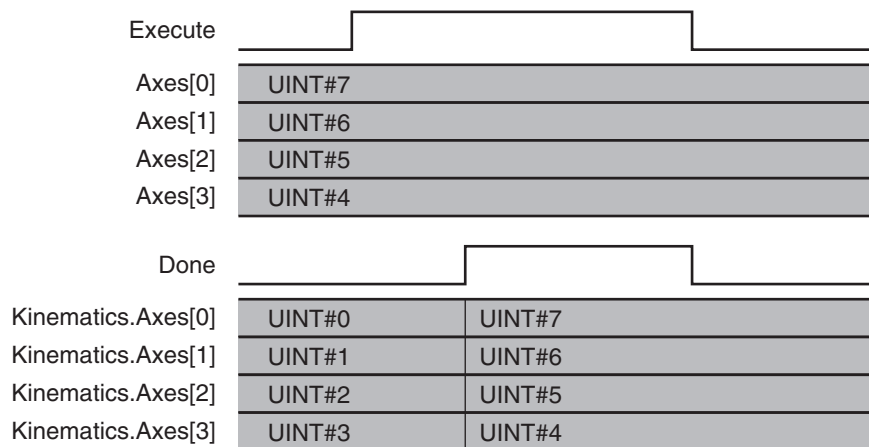 Execute
Axes[0] UINT#7
Axes[1] UINT#6
Axes[2] UINT#5
Axes[3] UINT#4
Done
Kinematics.Axes[0] UINT#0 UINT#7
Kinematics.Axes[1] UINT#1 UINT#6
Kinematics.Axes[2] UINT#2 UINT#5
Kinematics.Axes[3] UINT#3 UINT#4